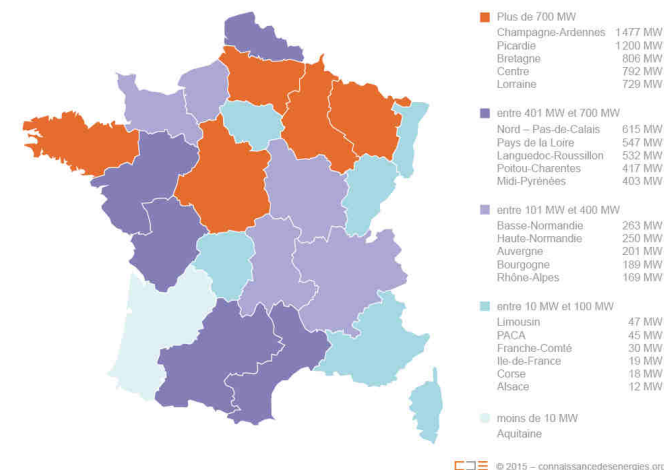 Plus de 700 MW
Champagne-Ardennes 1 477 MW
Picardie 1 200 MW
Bretagne 806 MW
Centre 792 MW
Lorraine 729 MW
entre 401 MW et 700 MW
Nord – Pas-de-Calais 615 MW
Pays de la Loire 547 MW
Languedoc-Roussillon 532 MW
Poitou-Charentes 417 MW
Midi-Pyrénées 403 MW
entre 101 MW et 400 MW
Basse-Normandie 263 MW
Haute-Normandie 250 MW
Auvergne 201 MW
Bourgogne 189 MW
Rhône-Alpes 169 MW
entre 10 MW et 100 MW
Limousin 47 MW
PACA 45 MW
Franche-Comté 30 MW
Ile-de-France 19 MW
Corse 18 MW
Alsace 12 MW
moins de 10 MW
Aquitaine
© 2015 – connaissancedesenergies.org